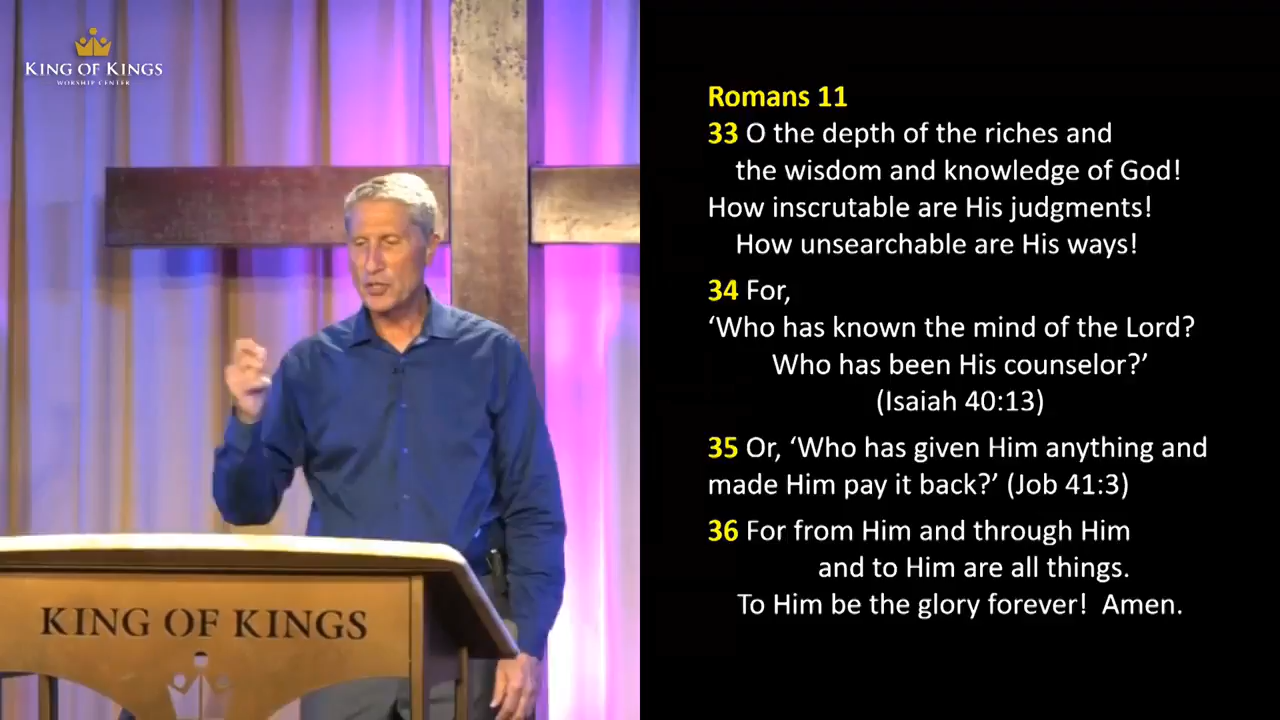 KING OF KINGS
WORSHIP CENTER
KING OF KINGS
Romans 11
33 O the depth of the riches and
the wisdom and knowledge of God!
How inscrutable are His judgments!
How unsearchable are His ways!
34 For,
‘Who has known the mind of the Lord?
Who has been His counselor?’
(Isaiah 40:13)
35 Or, ‘Who has given Him anything and
made Him pay it back?’ (Job 41:3)
36 For from Him and through Him
and to Him are all things.
To Him be the glory forever!  Amen.